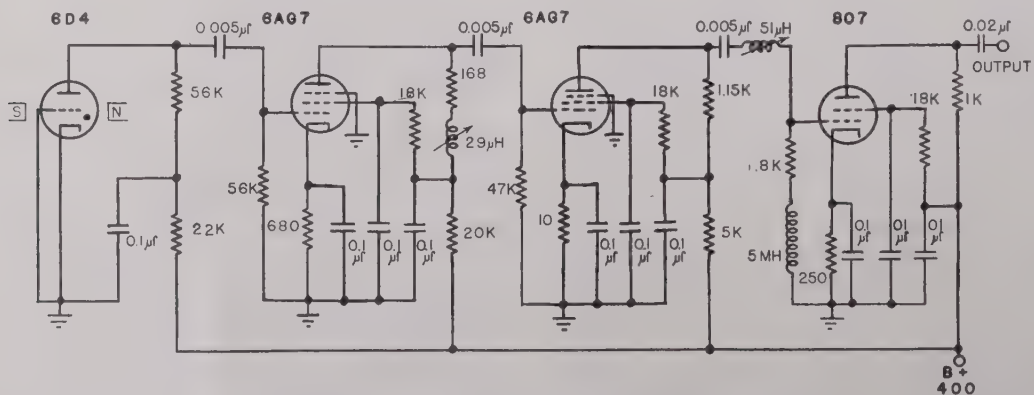 6D4
6AG7
6AG7
807
0.005µf
0.005µf
0.005µf
51µH
0.02µf
OUTPUT
56K
S
N
18K
168
18K
1.15K
18K
1K
29µH
56K
680
47K
10
1.8K
0.1µf
22K
0.1 µf
0.1 µf
0.1 µf
20K
0.1 µf
0.1 µf
0.1 µf
5K
5MH
250
0.1 µf
0.1 µf
0.1 µf
B+
400